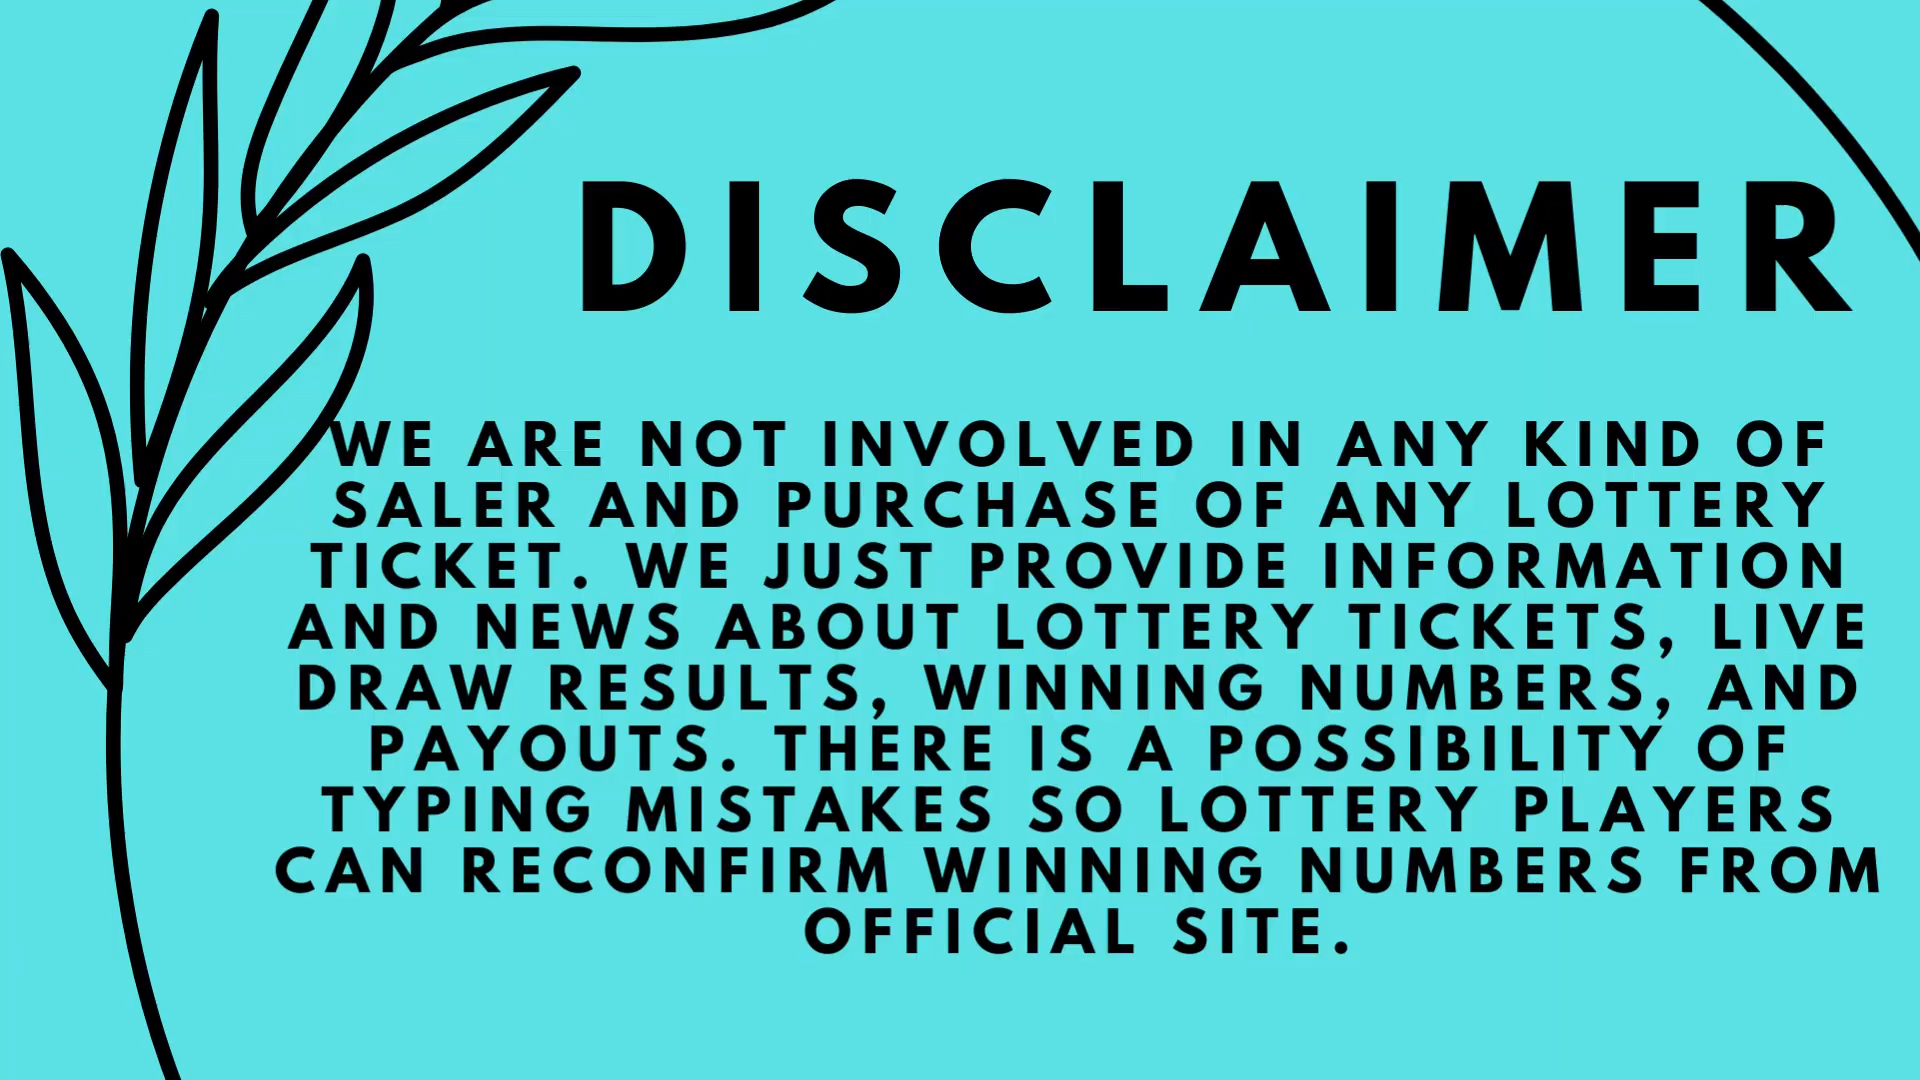 DISCLAIMER
WE ARE NOT INVOLVED IN ANY KIND OF
SALER AND PURCHASE OF ANY LOTTERY
TICKET. WE JUST PROVIDE INFORMATION
AND NEWS ABOUT LOTTERY TICKETS, LIVE
DRAW RESULTS, WINNING NUMBERS, AND
PAYOUTS. THERE IS A POSSIBILITY OF
TYPING MISTAKES SO LOTTERY PLAYERS
CAN RECONFIRM WINNING NUMBERS FROM
OFFICIAL SITE.